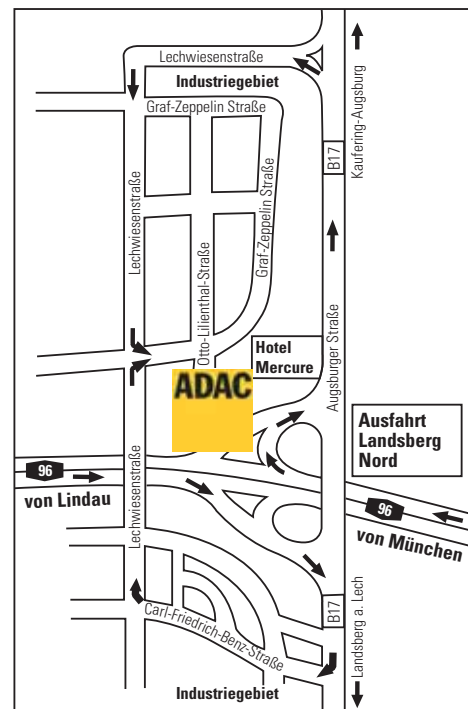 Lechwiesenstraße
Industriegebiet
Graf-Zeppelin Straße
Kaufering-Augsburg
B17
Lechwiesenstraße
Graf-Zeppelin Straße
Otto-Lilienthal-Straße
Augsburger Straße
Hotel
Mercure
ADAC
Ausfahrt
Landsberg
Nord
96
von Lindau
96
von München
Lechwiesenstraße
B17
Landsberg a. Lech
Carl-Friedrich-Benz-Straße
Industriegebiet